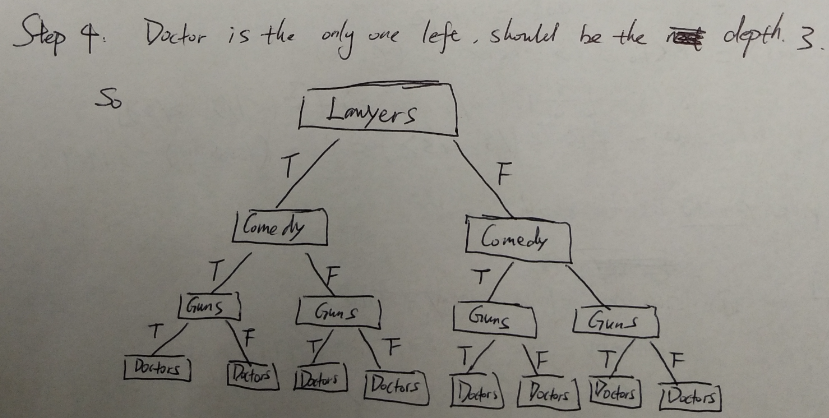 Step 4. Doctor is the only one left, should be the depth 3.
So
Lawyers
T F
Comedy Comedy
T F T
Guns Guns Guns Guns
T F T F T F T F
Doctors Doctors Doctors Doctors Doctors Doctors Doctors Doctors